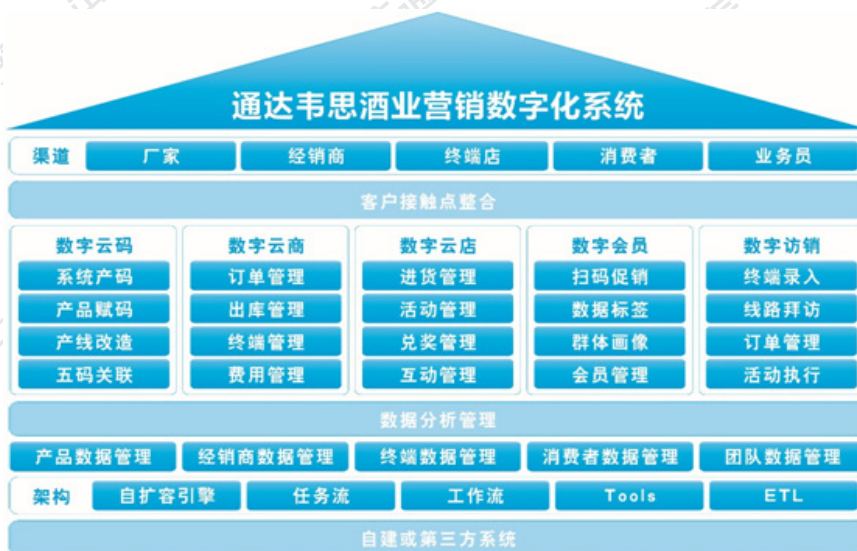 通达韦思酒业营销数字化系统
渠道 厂家 经销商 终端店 消费者 业务员
客户接触点整合
数字云码 数字云商 数字云店 数字会员 数字访销
系统产码 订单管理 进货管理 扫码促销 终端录入
产品赋码 出库管理 活动管理 数据标签 线路拜访
产线改造 终端管理 兑奖管理 群体画像 订单管理
五码关联 费用管理 互动管理 会员管理 活动执行
数据分析管理
产品数据管理 经销商数据管理 终端数据管理 消费者数据管理 团队数据管理
架构 自扩容引擎 任务流 工作流 Tools ETL
自建或第三方系统